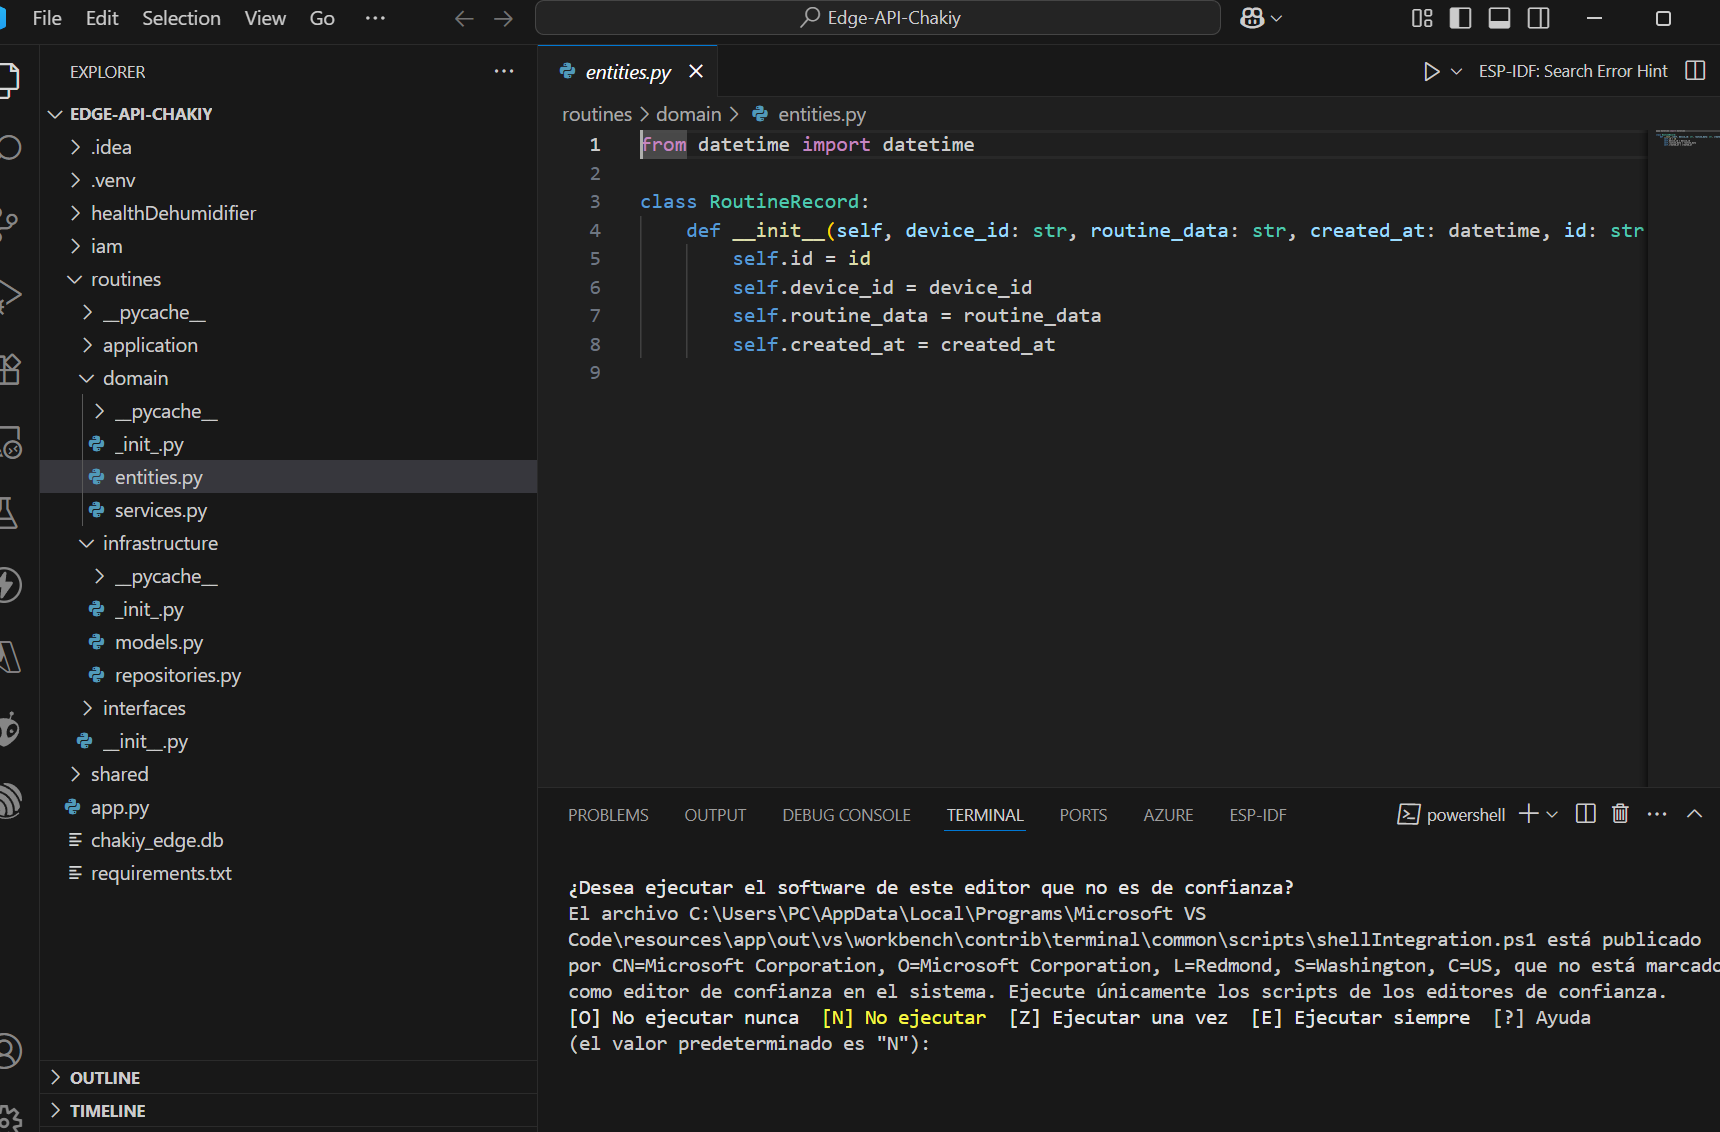 File Edit Selection View Go ··· Edge-API-Chakiy
EXPLORER ···
EDGE-API-CHAKIY
.idea
.venv
healthDehumidifier
iam
routines
__pycache__
application
domain
__pycache__
_init_.py
entities.py
services.py
infrastructure
__pycache__
_init_.py
models.py
repositories.py
interfaces
__init__.py
shared
app.py
chakiy_edge.db
requirements.txt
OUTLINE
TIMELINE
entities.py
ESP-IDF: Search Error Hint
routines > domain > entities.py
1 from datetime import datetime
2
3 class RoutineRecord:
4 def __init__(self, device_id: str, routine_data: str, created_at: datetime, id: str
5 self.id = id
6 self.device_id = device_id
7 self.routine_data = routine_data
8 self.created_at = created_at
9
PROBLEMS OUTPUT DEBUG CONSOLE TERMINAL PORTS AZURE ESP-IDF powershell ···
¿Desea ejecutar el software de este editor que no es de confianza?
El archivo C:\Users\PC\AppData\Local\Programs\Microsoft VS
Code\resources\app\out\vs\workbench\contrib\terminal\common\scripts\shellIntegration.ps1 está publicado
por CN=Microsoft Corporation, O=Microsoft Corporation, L=Redmond, S=Washington, C=US, que no está marcado
como editor de confianza en el sistema. Ejecute únicamente los scripts de los editores de confianza.
[O] No ejecutar nunca [N] No ejecutar [Z] Ejecutar una vez [E] Ejecutar siempre [?] Ayuda
(el valor predeterminado es "N"):